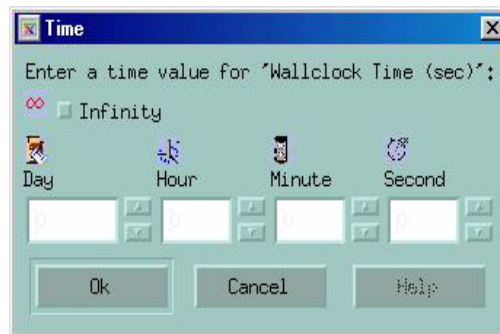 Time
Enter a time value for "Wallclock Time (sec)":
∞ Infinity
Day Hour Minute Second
0 0 0 0
Ok Cancel Help